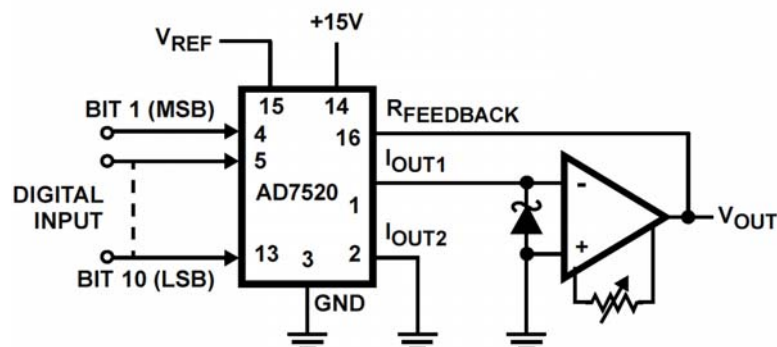 +15V
VREF
BIT 1 (MSB)
15
14
4
16
RFEEDBACK
5
IOUT1
DIGITAL
INPUT
AD7520
1
-
VOUT
IOUT2
+
13
3
2
BIT 10 (LSB)
GND